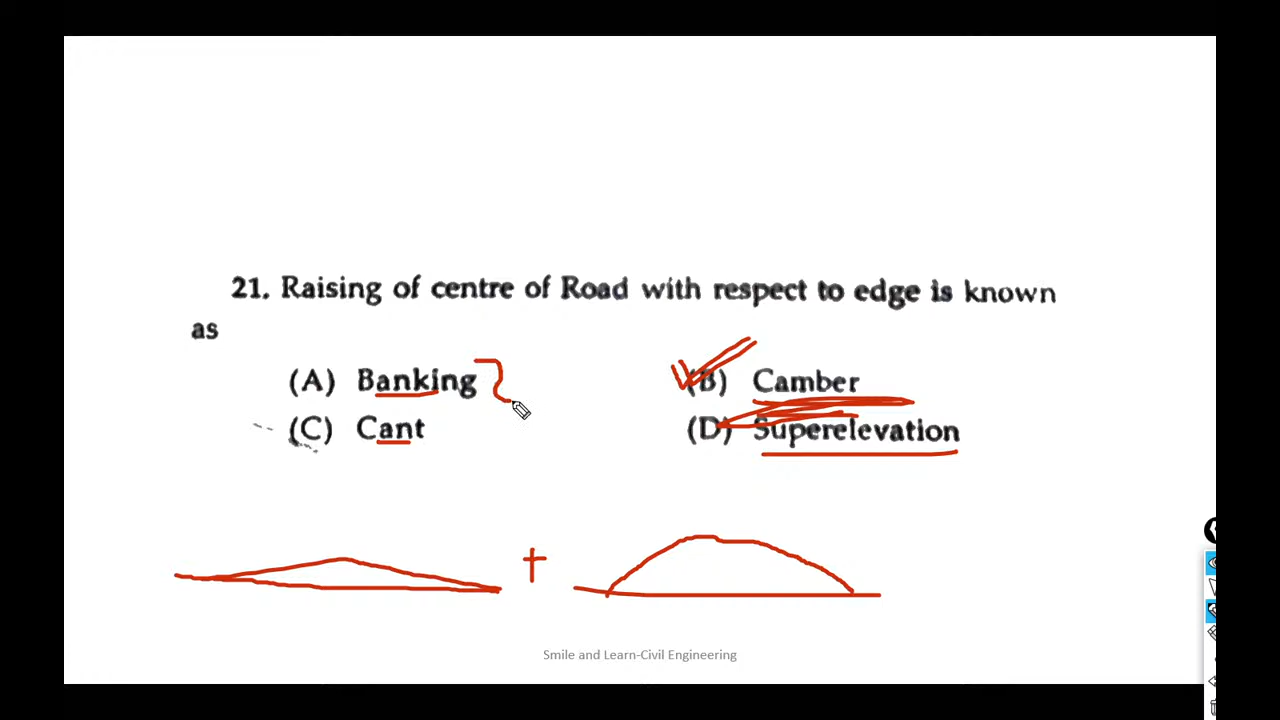 21. Raising of centre of Road with respect to edge is known
as
(A) Banking (B) Camber
(C) Cant (D) Superelevation
Smile and Learn-Civil Engineering